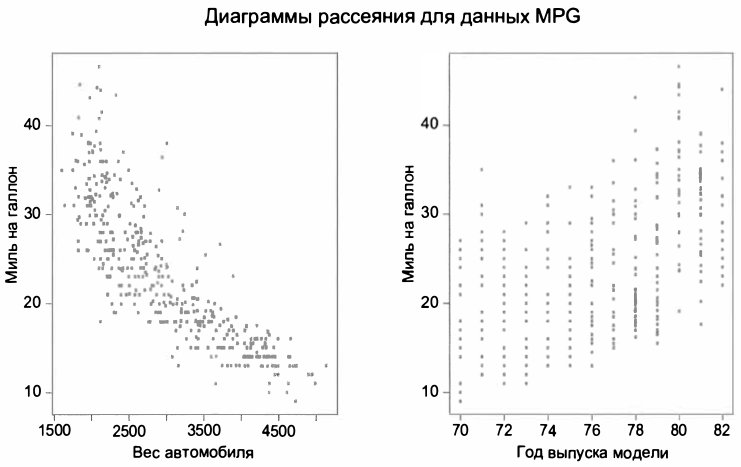 Диаграммы рассеяния для данных MPG
Миль на галлон
40
30
20
10
1500 2500 3500 4500
Вес автомобиля
Миль на галлон
40
30
20
10
70 72 74 76 78 80 82
Год выпуска модели